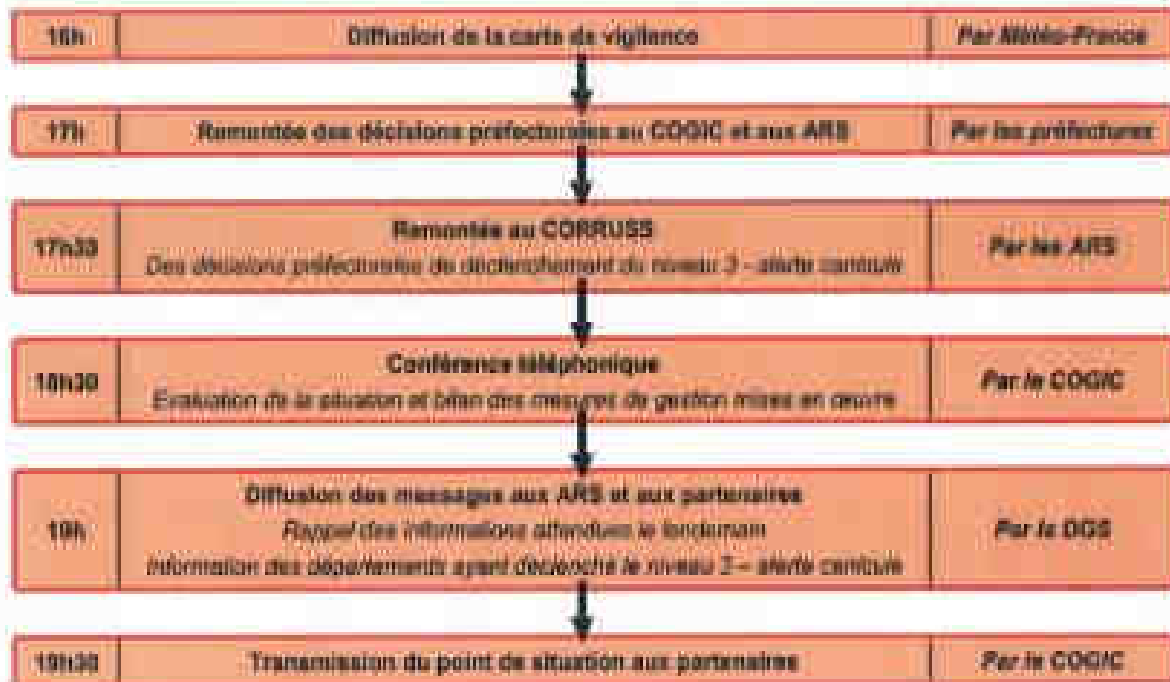 16h Diffusion de la carte de vigilence Par Météo-France
17h Remontée des décisions préfectorales au COGIC et aux ARS Par les préfectures
17h30 Remontée au CORRUSS Par les ARS
Des décisions préfectorales de déclenchement du niveau 3 - alerte canicule
18h30 Conférence téléphonique Par le COGIC
Evaluation de la situation et bilan des mesures de gestion mises en œuvre
19h Diffusion des messages aux ARS et aux partenaires Par la DGS
Rappel des informations attendues le lendemain
Information des départements ayant déclenché le niveau 3 – alerte canicule
19h30 Transmission du point de situation aux partenaires Par le COGIC